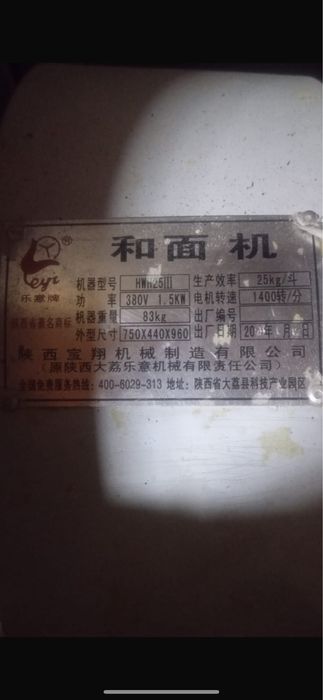 和面机
Leyi
®
乐意牌
陕西省著名商标
机器型号 HWH25III 生产效率 25kg/斗
功率 380V 1.5KW 电机转速 1400转/分
机器重量 83kg 出厂编号
外型尺寸 750X440X960 出厂日期 20 年 月 日
陕西宝翔机械制造有限公司
(原陕西大荔乐意机械有限责任公司)
全国免费服务热线: 400-6029-313 地址: 陕西省大荔县科技产业园区